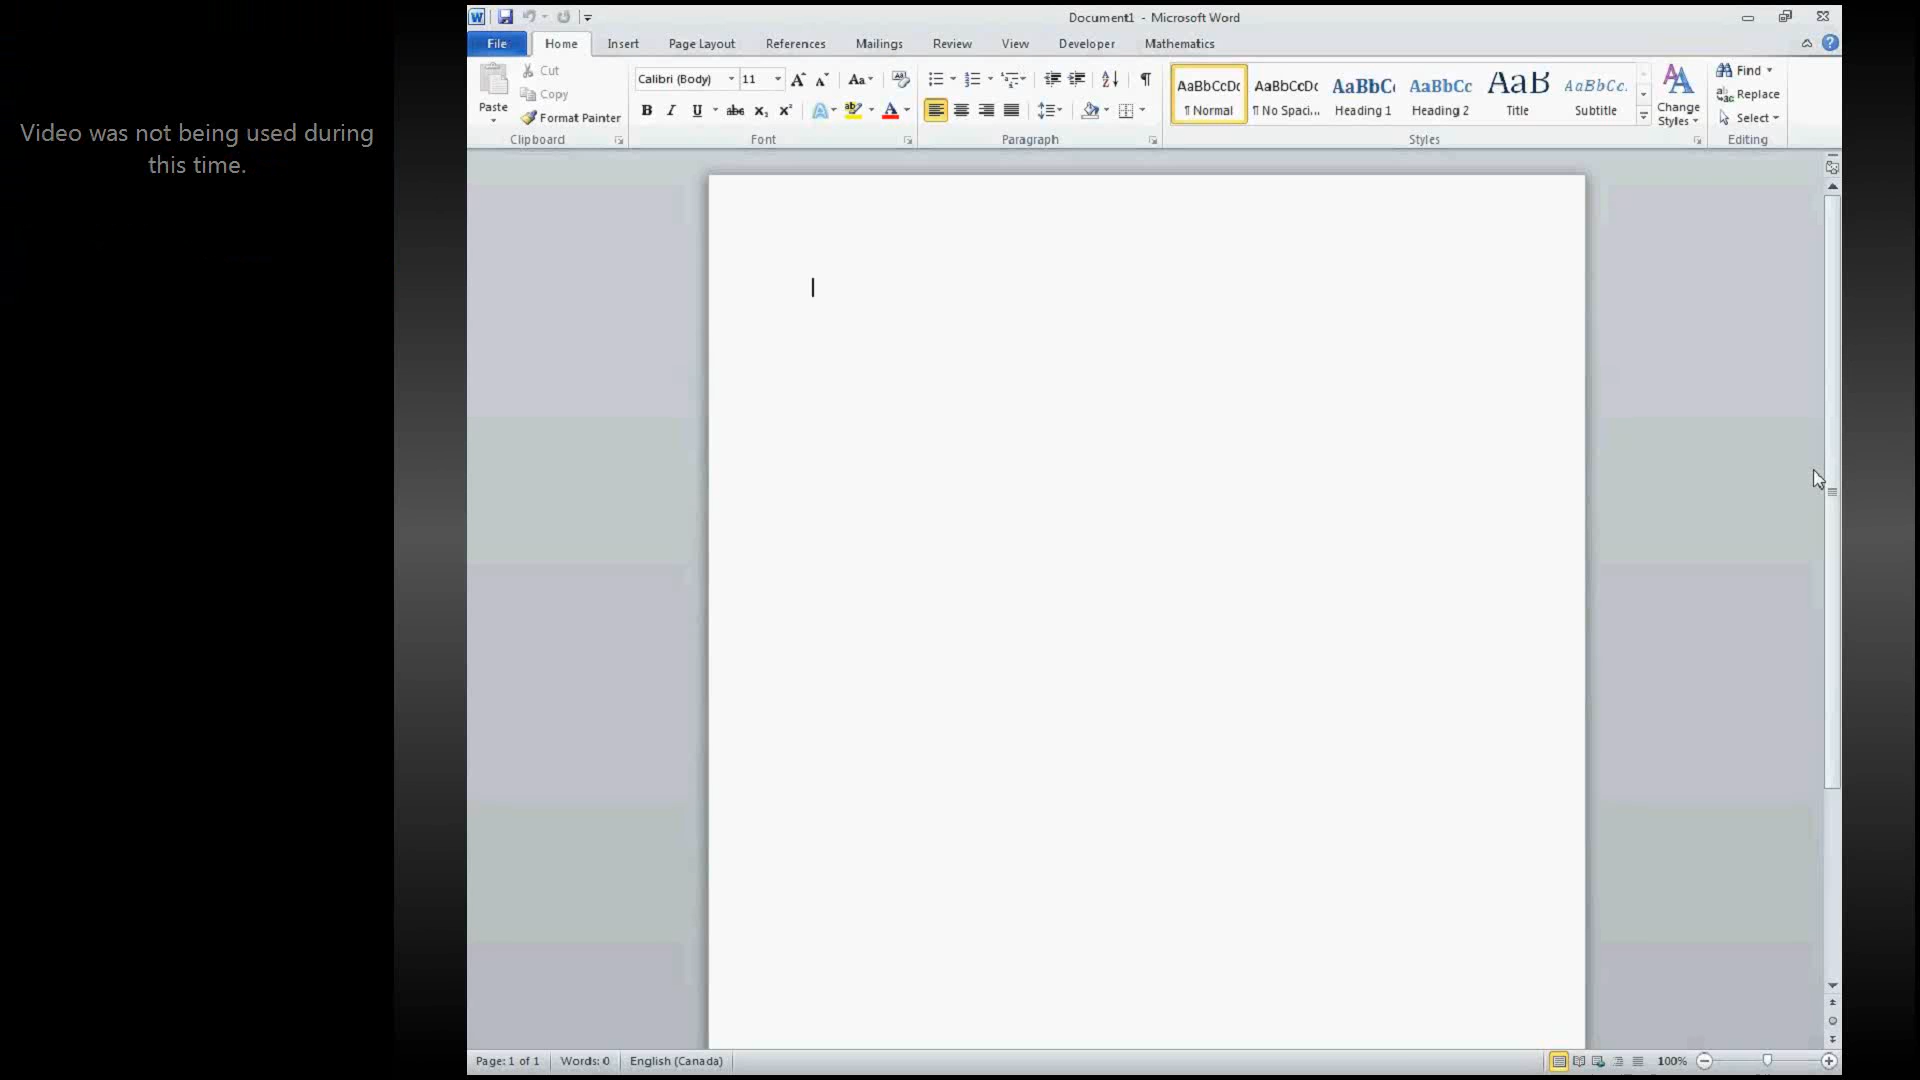 Video was not being used during
this time.
Document1 - Microsoft Word
File Home Insert Page Layout References Mailings Review View Developer Mathematics
Paste
Cut
Copy
Format Painter
Clipboard
Calibri (Body) 11
Font
Paragraph
AaBbCcDc AaBbCcDc AaBbC AaBbCc AaB AaBbCc.
¶ Normal ¶ No Spaci... Heading 1 Heading 2 Title Subtitle
Change
Styles
Styles
Find
Replace
Select
Editing
Page: 1 of 1 Words: 0 English (Canada) 100%